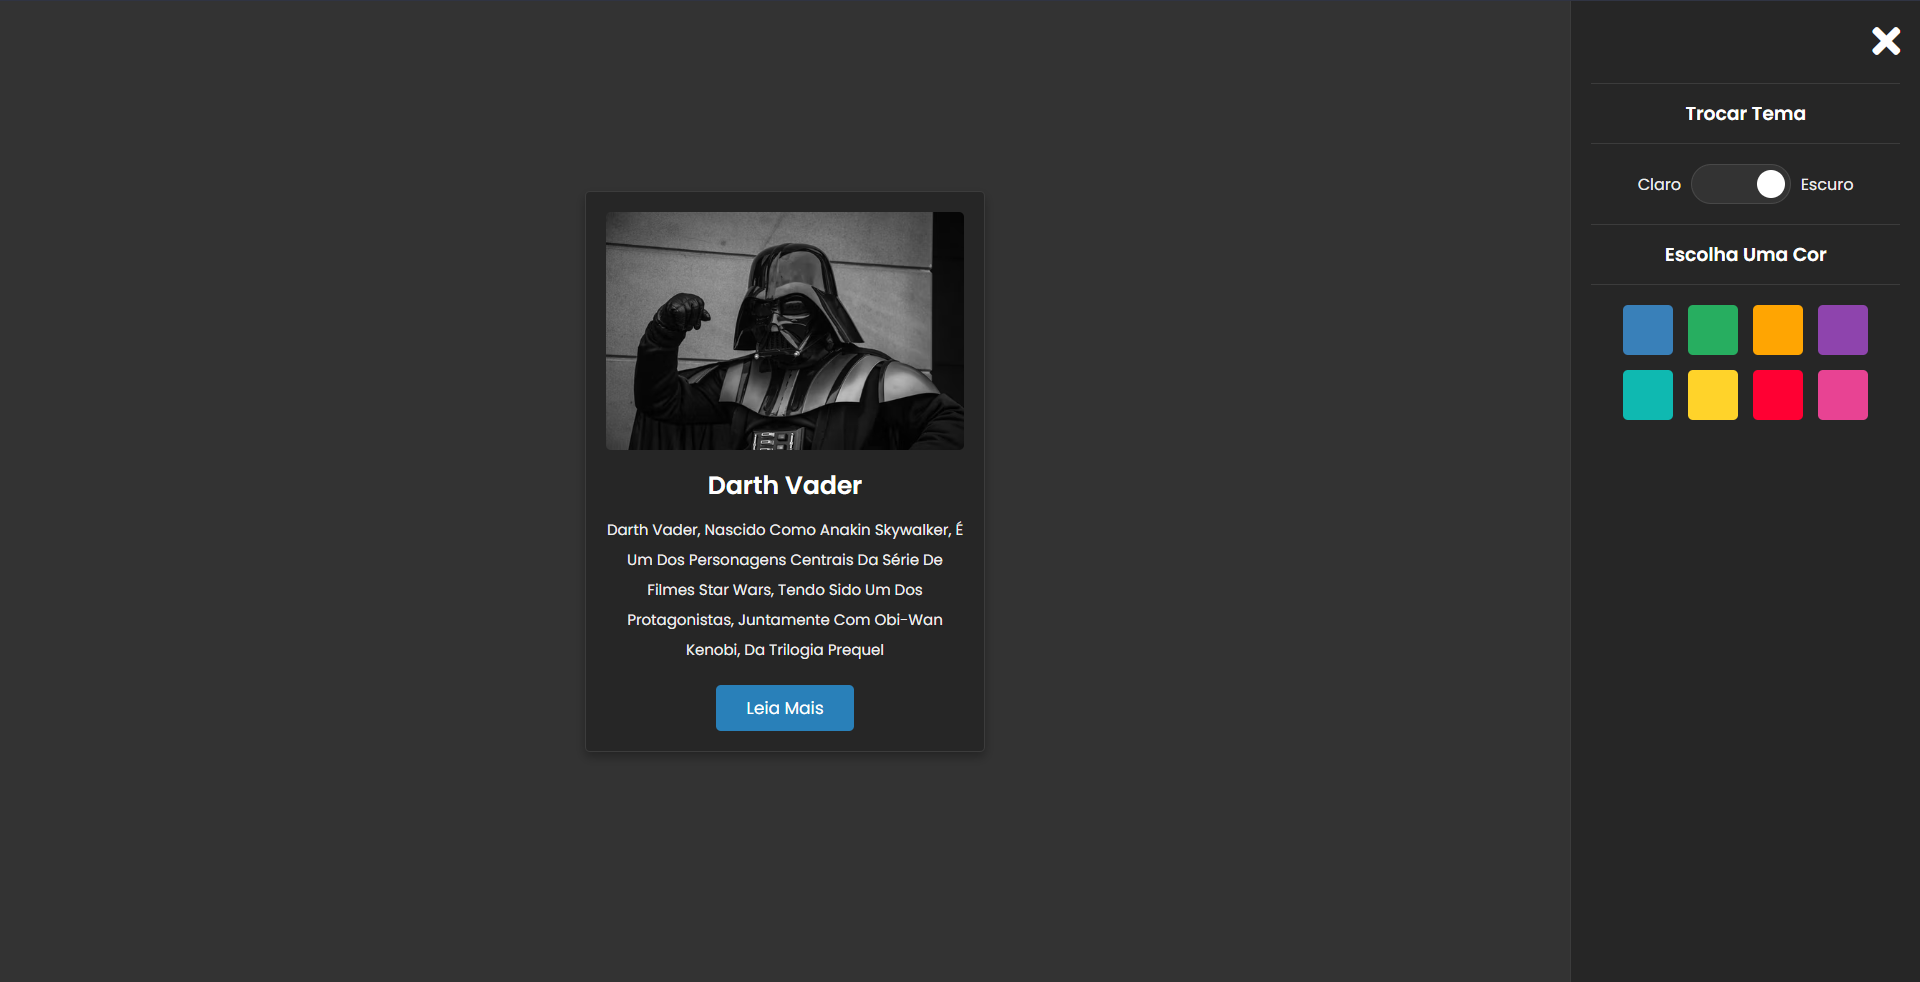 Trocar Tema
Claro Escuro
Escolha Uma Cor
Darth Vader
Darth Vader, Nascido Como Anakin Skywalker, É
Um Dos Personagens Centrais Da Série De
Filmes Star Wars, Tendo Sido Um Dos
Protagonistas, Juntamente Com Obi-Wan
Kenobi, Da Trilogia Prequel
Leia Mais